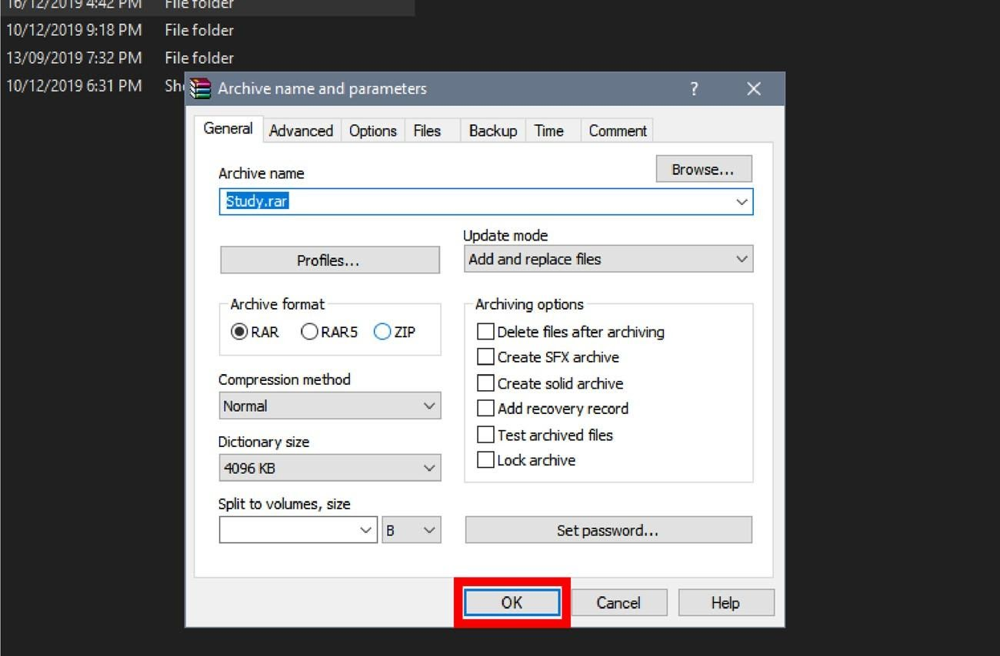 16/12/2019 4:42 PM File folder
10/12/2019 9:18 PM File folder
13/09/2019 7:32 PM File folder
10/12/2019 6:31 PM
Archive name and parameters ?
General Advanced Options Files Backup Time Comment
Archive name Browse...
Study.rar
Update mode
Profiles... Add and replace files
Archive format Archiving options
RAR RAR5 ZIP Delete files after archiving
Create SFX archive
Compression method Create solid archive
Normal Add recovery record
Dictionary size Test archived files
4096 KB Lock archive
Split to volumes, size
B Set password...
OK Cancel Help